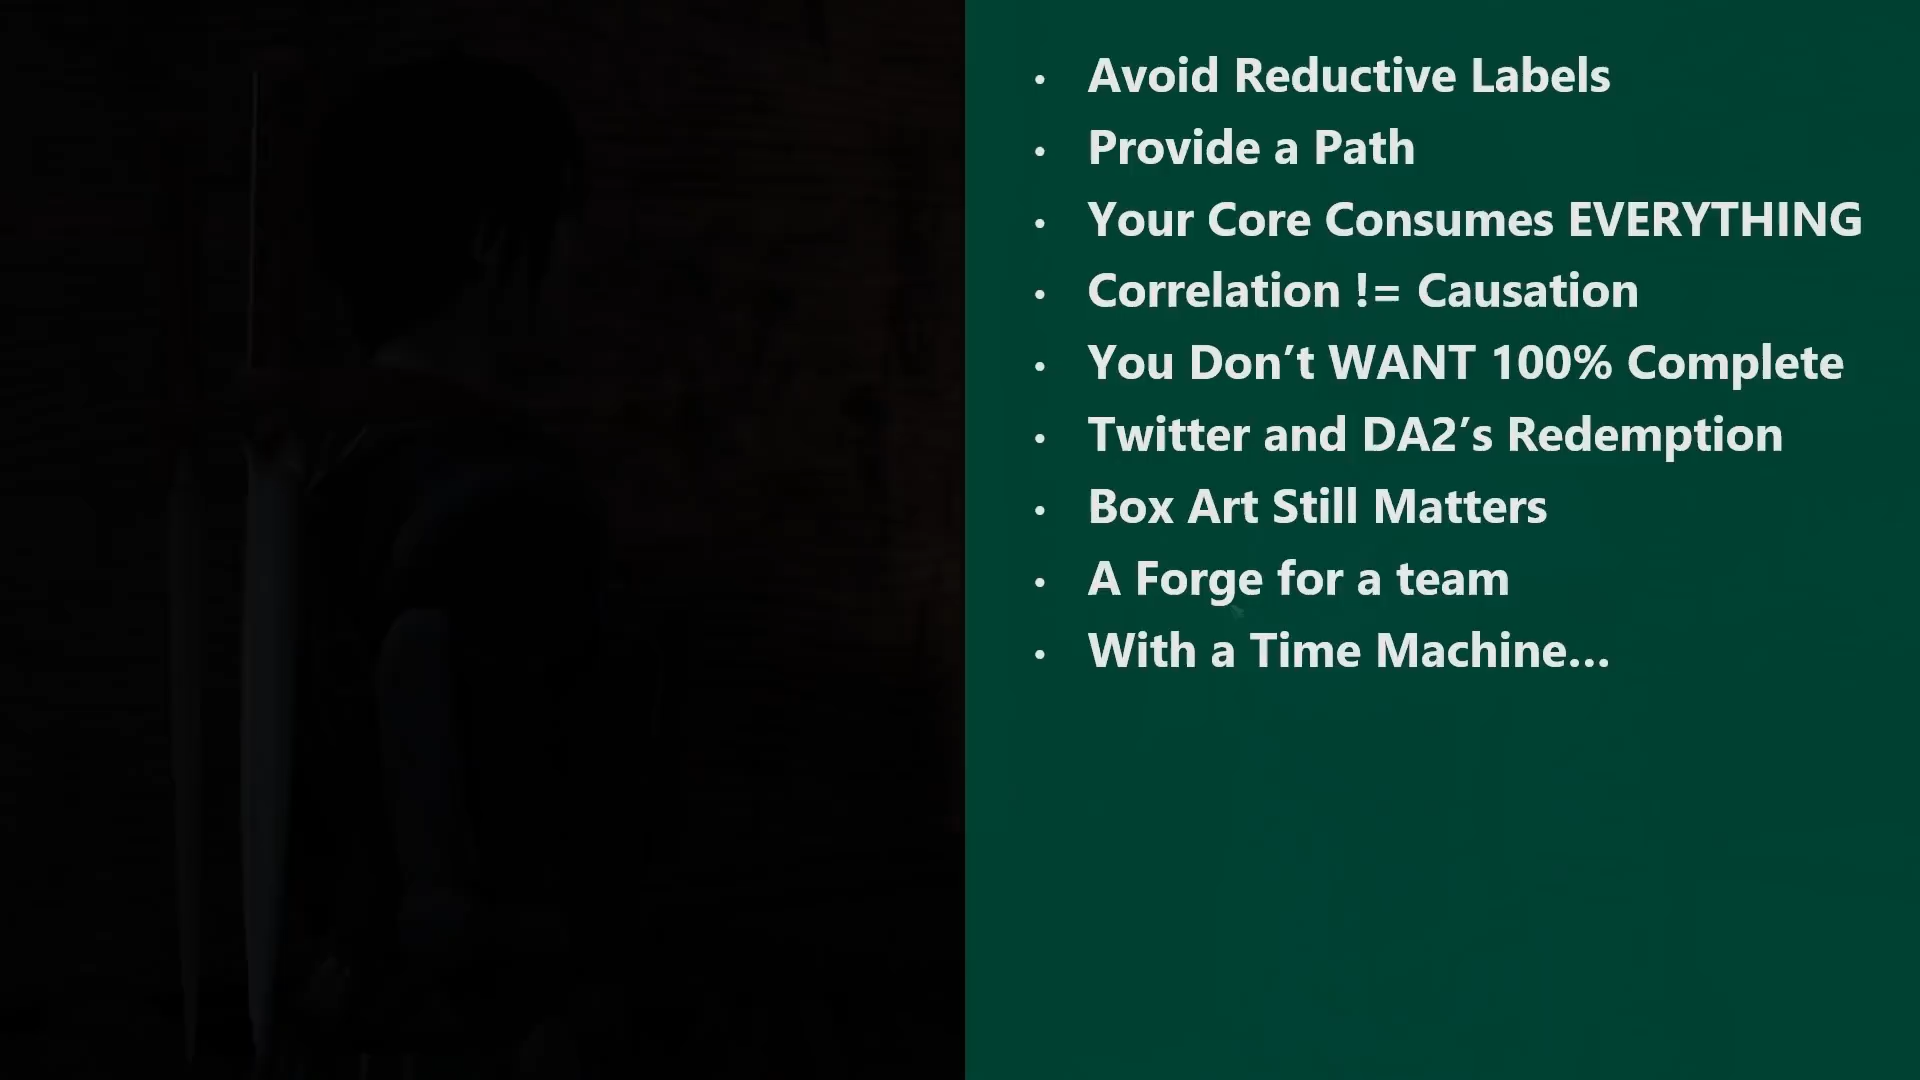 • Avoid Reductive Labels
• Provide a Path
• Your Core Consumes EVERYTHING
• Correlation != Causation
• You Don’t WANT 100% Complete
• Twitter and DA2’s Redemption
• Box Art Still Matters
• A Forge for a team
• With a Time Machine...